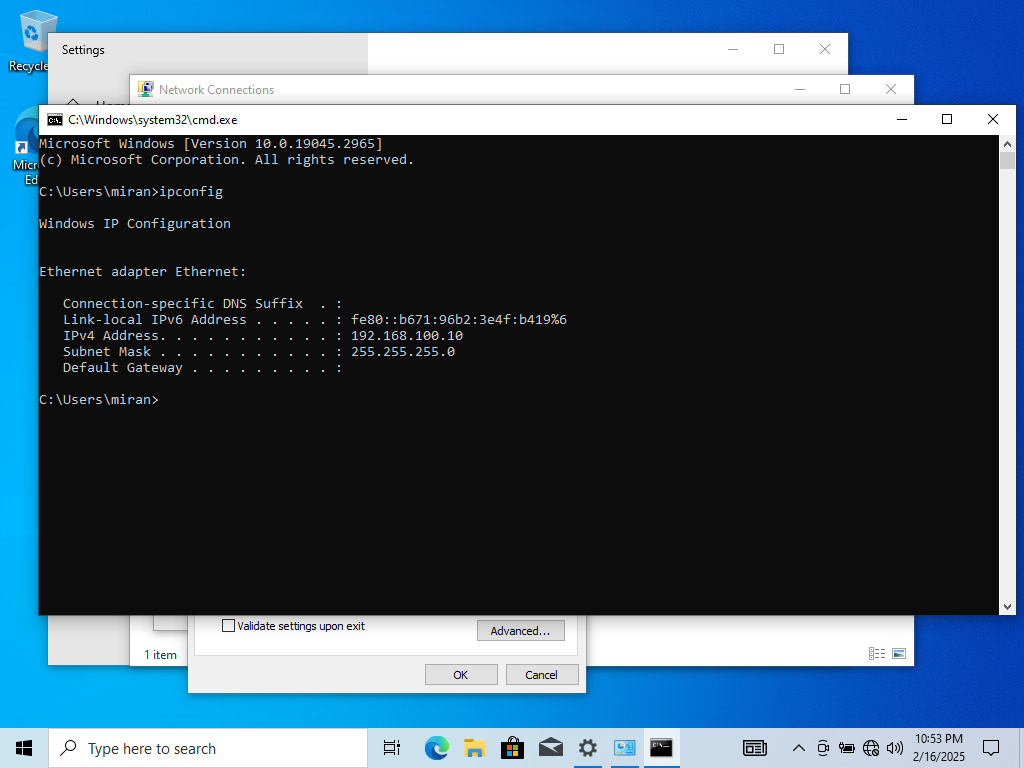 Recycle
Settings
Network Connections
C:\Windows\system32\cmd.exe
Microsoft Windows [Version 10.0.19045.2965]
(c) Microsoft Corporation. All rights reserved.
C:\Users\miran>ipconfig
Windows IP Configuration
Ethernet adapter Ethernet:
Connection-specific DNS Suffix  . :
Link-local IPv6 Address . . . . . : fe80::b671:96b2:3e4f:b419%6
IPv4 Address. . . . . . . . . . . : 192.168.100.10
Subnet Mask . . . . . . . . . . . : 255.255.255.0
Default Gateway . . . . . . . . . :
C:\Users\miran>
Micr
Ed
Validate settings upon exit
Advanced...
1 item
OK
Cancel
Type here to search
10:53 PM
2/16/2025